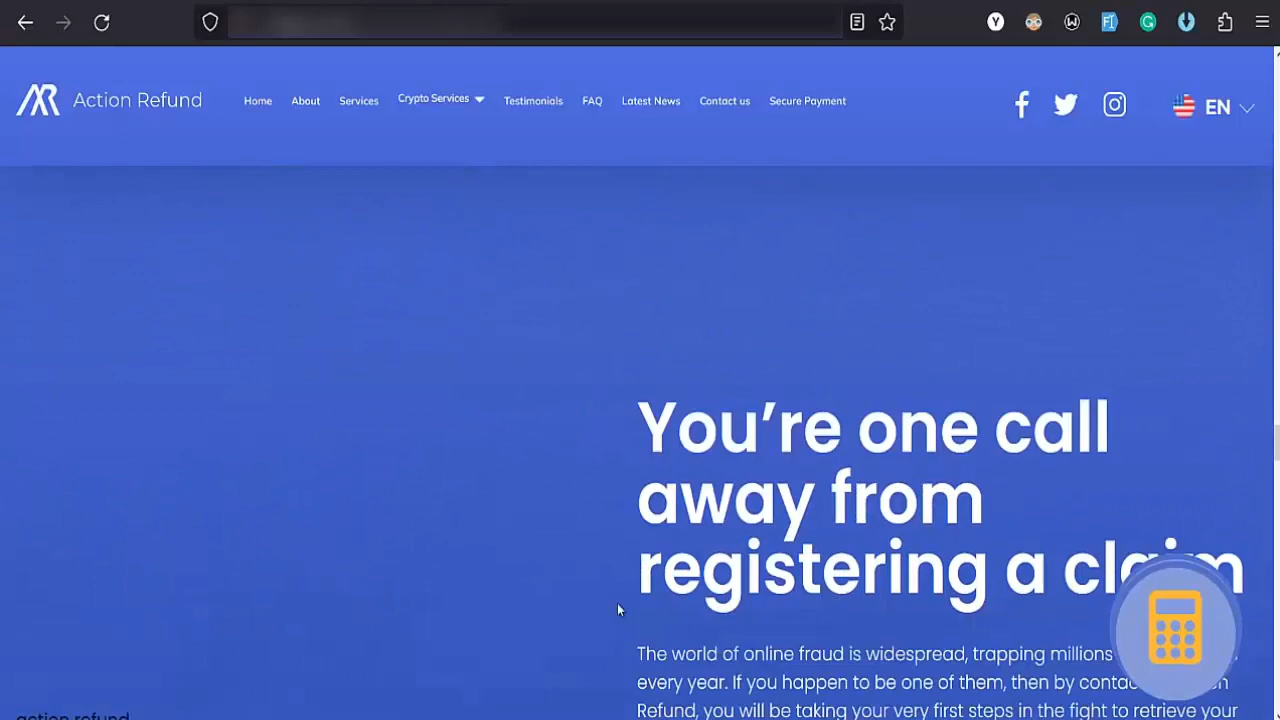 Action Refund
Home About Services Crypto Services Testimonials FAQ Latest News Contact us Secure Payment
EN
You’re one call
away from
registering a claim
The world of online fraud is widespread, trapping millions
every year. If you happen to be one of them, then by
Refund, you will be taking your very first steps in the fight to retrieve your
action refund